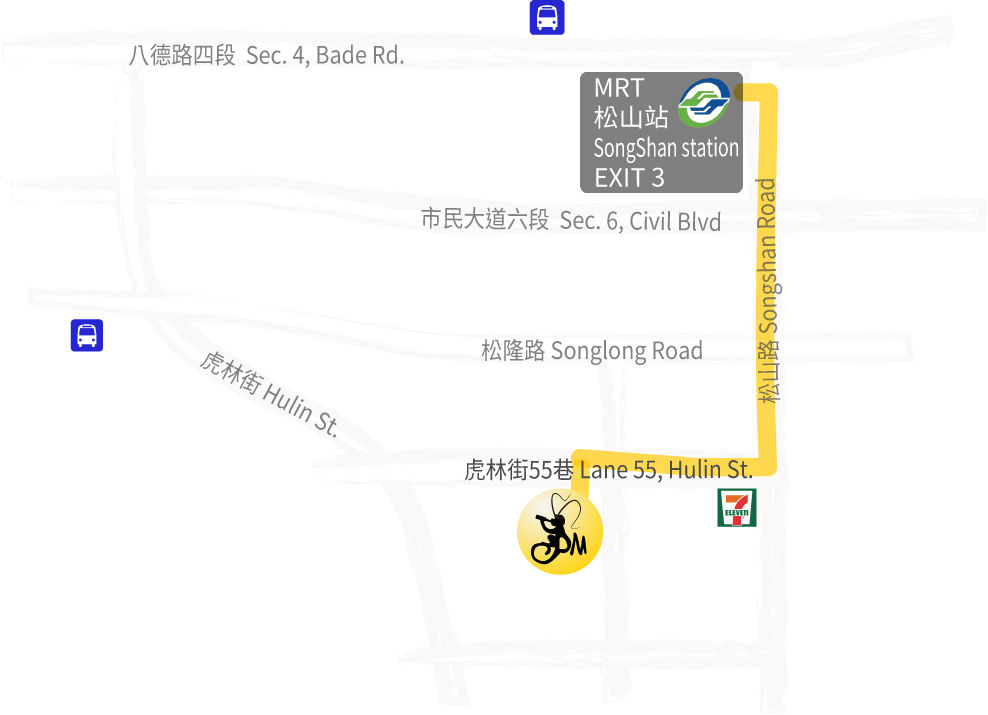 八德路四段 Sec. 4, Bade Rd.
MRT
松山站
SongShan station
EXIT 3
市民大道六段 Sec. 6, Civil Blvd
松山路 Songshan Road
松隆路 Songlong Road
虎林街 Hulin St.
虎林街55巷 Lane 55, Hulin St.
7
ELEVEN
DM